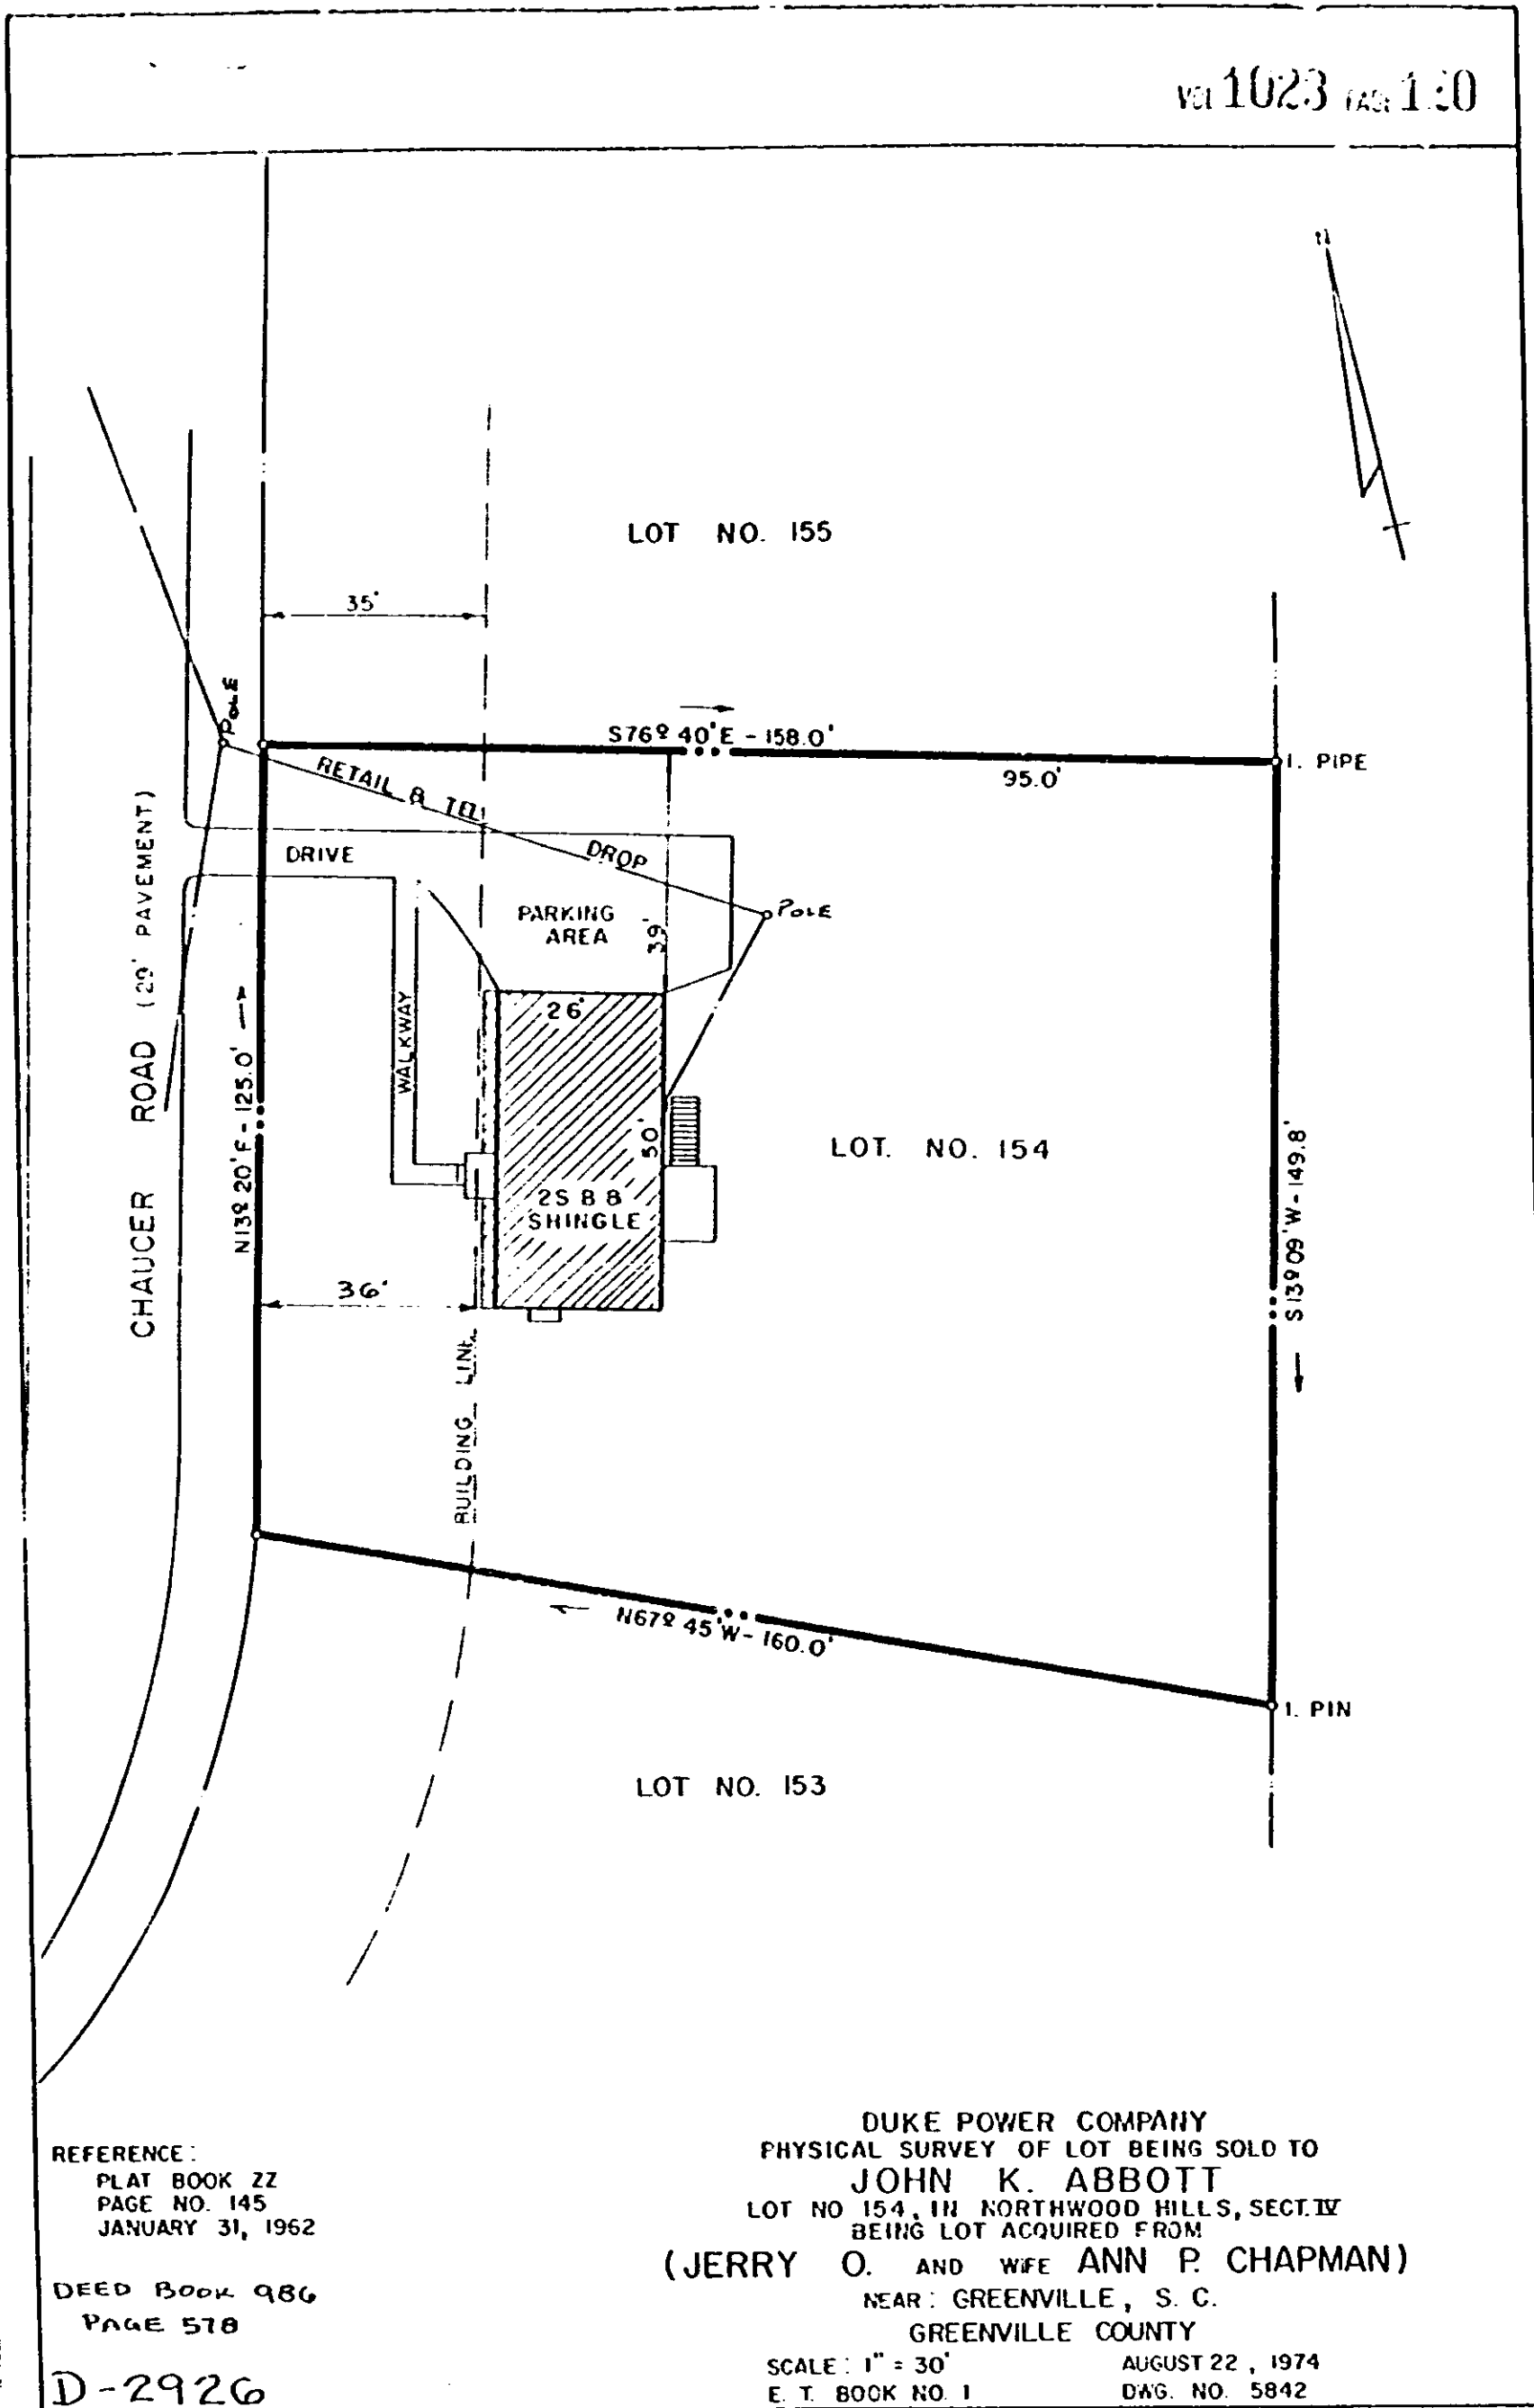 VOL 1023 PAGE
N
LOT NO. 155
35'
POLE
S76° 40' E - 158.0'
95.0'
I. PIPE
RETAIL & TEL. DROP
DRIVE
PARKING
AREA
39'
POLE
CHAUCER ROAD (29' PAVEMENT)
N13° 20' E - 125.0'
WALKWAY
26'
50'
LOT. NO. 154
2S B B
SHINGLE
S13° 09' W - 149.8'
36'
BUILDING LINE
N67° 45' W - 160.0'
I. PIN
LOT NO. 153
REFERENCE:
PLAT BOOK ZZ
PAGE NO. 145
JANUARY 31, 1962
DEED BOOK 986
PAGE 578
D-2926
DUKE POWER COMPANY
PHYSICAL SURVEY OF LOT BEING SOLD TO
JOHN K. ABBOTT
LOT NO 154, IN NORTHWOOD HILLS, SECT. IV
BEING LOT ACQUIRED FROM
(JERRY O. AND WIFE ANN P. CHAPMAN)
NEAR: GREENVILLE, S. C.
GREENVILLE COUNTY
SCALE: 1" = 30' AUGUST 22, 1974
E. T. BOOK NO. 1 DWG. NO. 5842